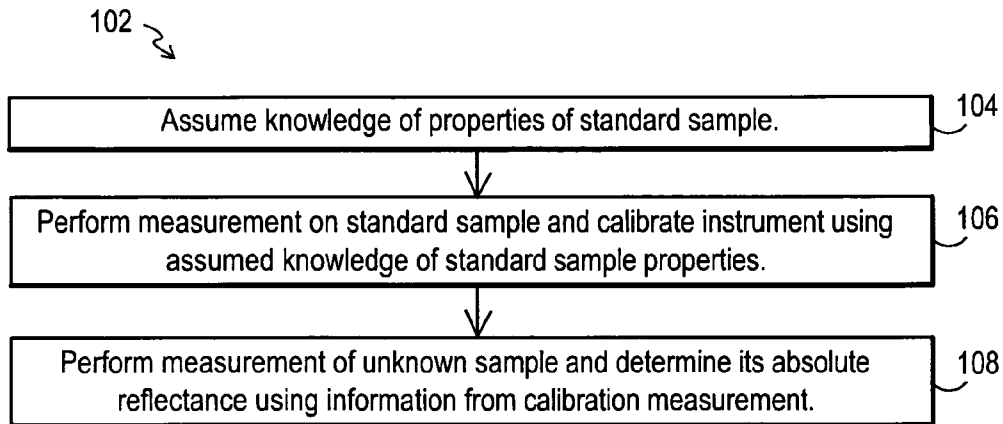 102
Assume knowledge of properties of standard sample.
104
Perform measurement on standard sample and calibrate instrument using
assumed knowledge of standard sample properties.
106
Perform measurement of unknown sample and determine its absolute
reflectance using information from calibration measurement.
108